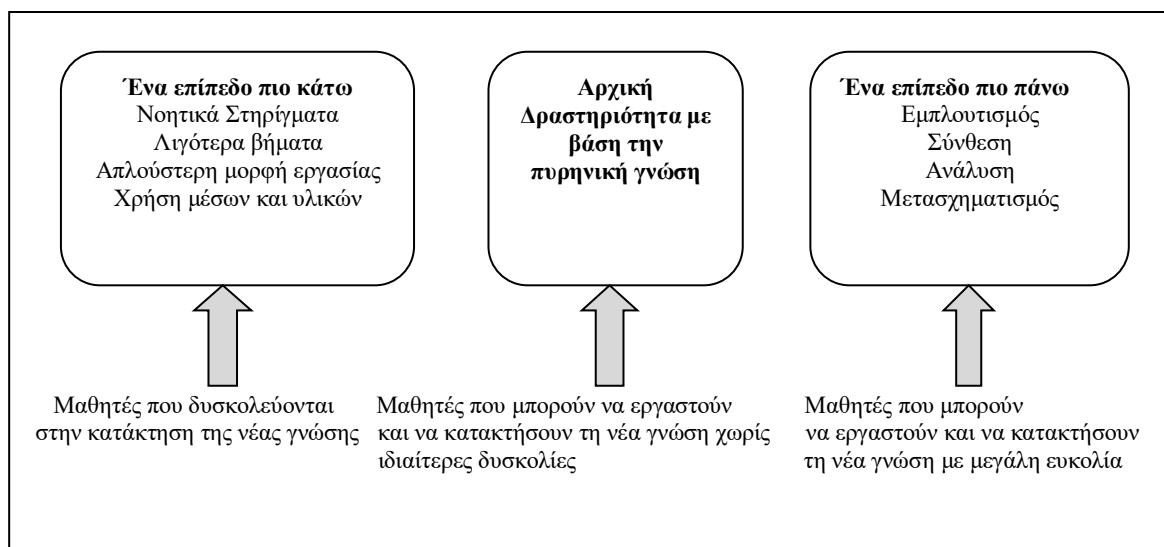 Ένα επίπεδο πιο κάτω
Νοητικά Στηρίγματα
Λιγότερα βήματα
Απλούστερη μορφή εργασίας
Χρήση μέσων και υλικών
Αρχική
Δραστηριότητα με
βάση την
πυρηνική γνώση
Ένα επίπεδο πιο πάνω
Εμπλουτισμός
Σύνθεση
Ανάλυση
Μετασχηματισμός
Μαθητές που δυσκολεύονται
στην κατάκτηση της νέας γνώσης
Μαθητές που μπορούν να εργαστούν
και να κατακτήσουν τη νέα γνώση χωρίς
ιδιαίτερες δυσκολίες
Μαθητές που μπορούν
να εργαστούν και να κατακτήσουν
τη νέα γνώση με μεγάλη ευκολία